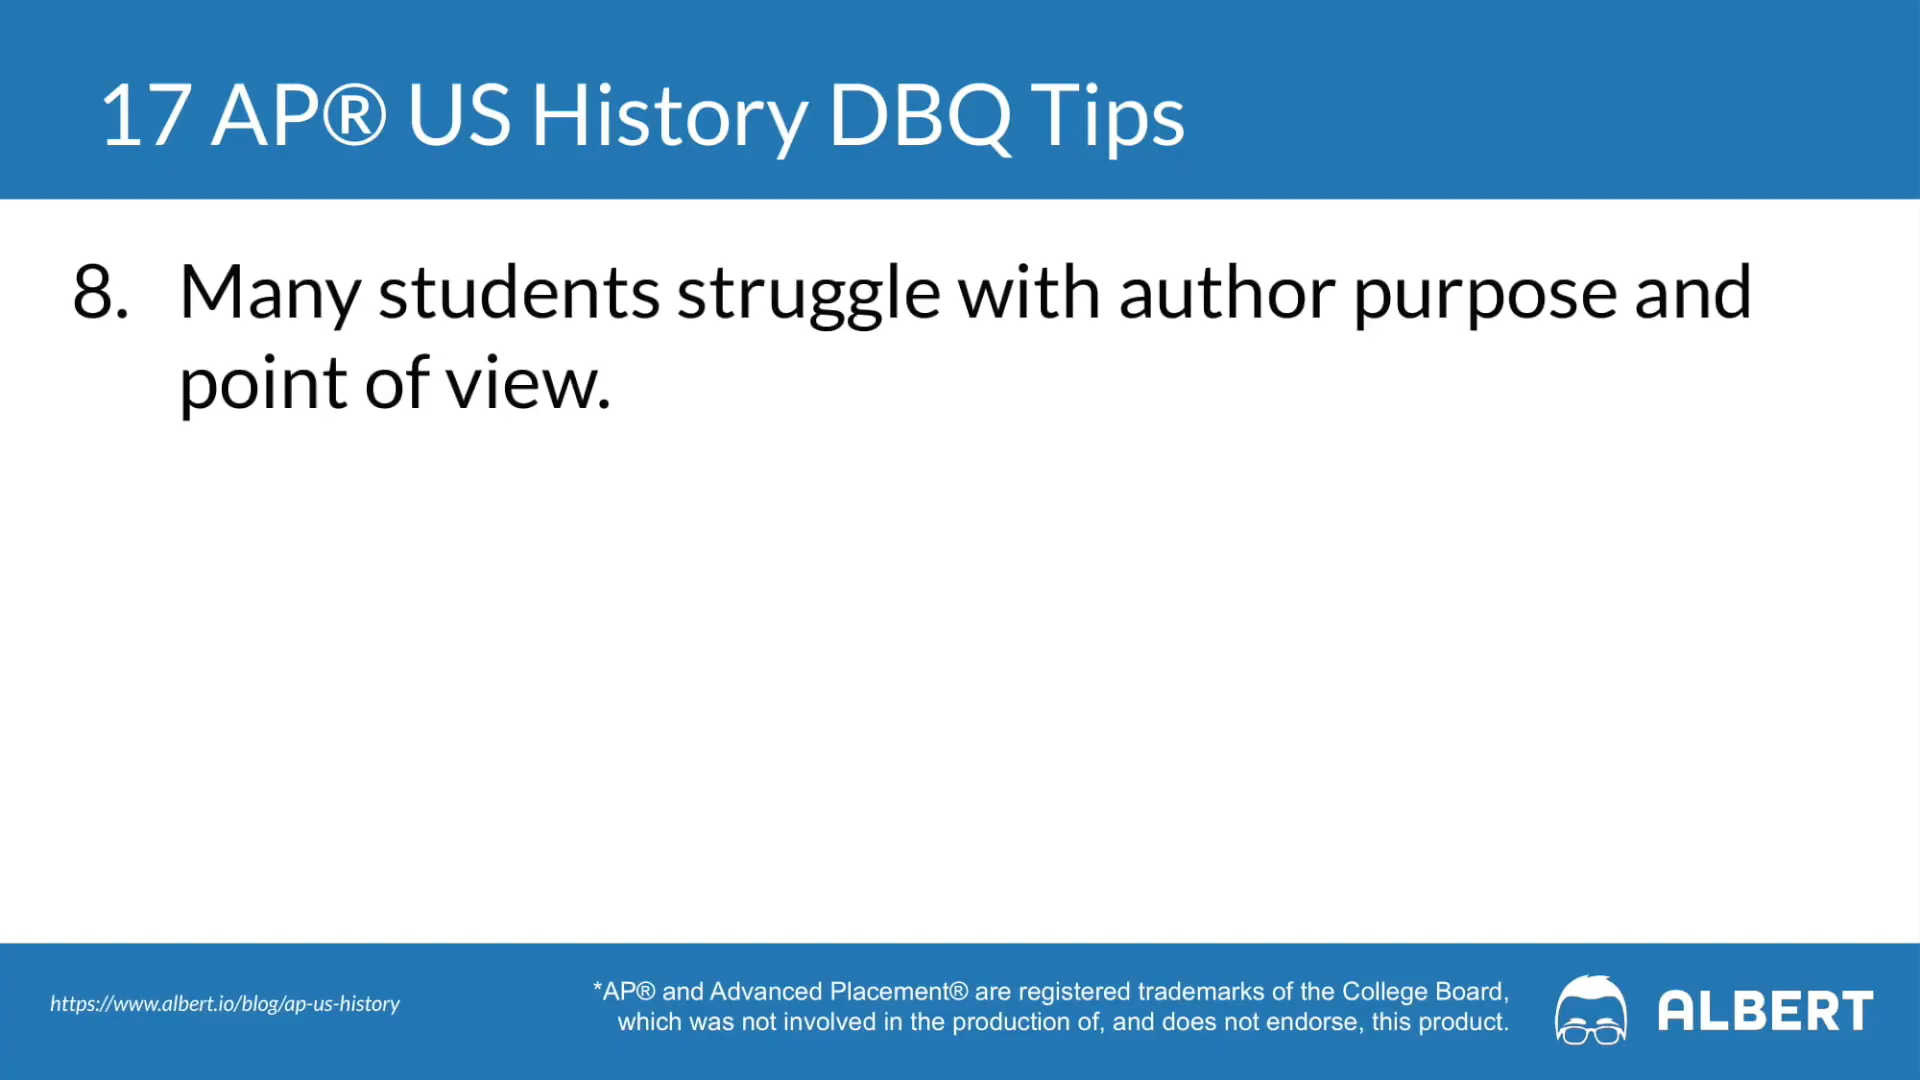 17 AP® US History DBQ Tips
8. Many students struggle with author purpose and
point of view.
https://www.albert.io/blog/ap-us-history
*AP® and Advanced Placement® are registered trademarks of the College Board,
which was not involved in the production of, and does not endorse, this product.
ALBERT